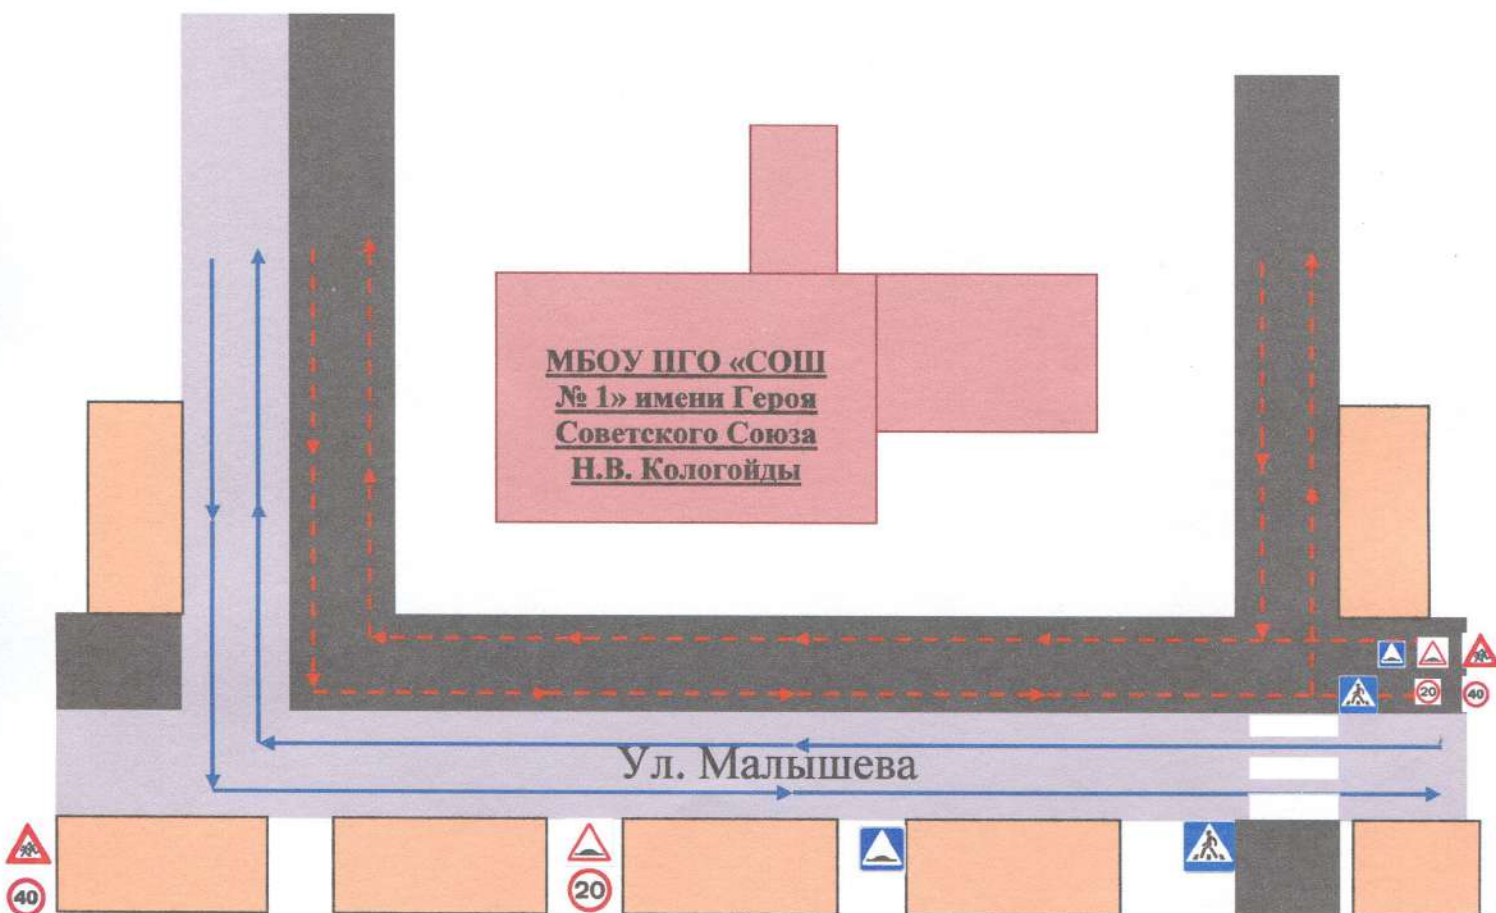 МБОУ ПГО «СОШ
№ 1» имени Героя
Советского Союза
Н.В. Кологойды
20
40
Ул. Малышева
40
20